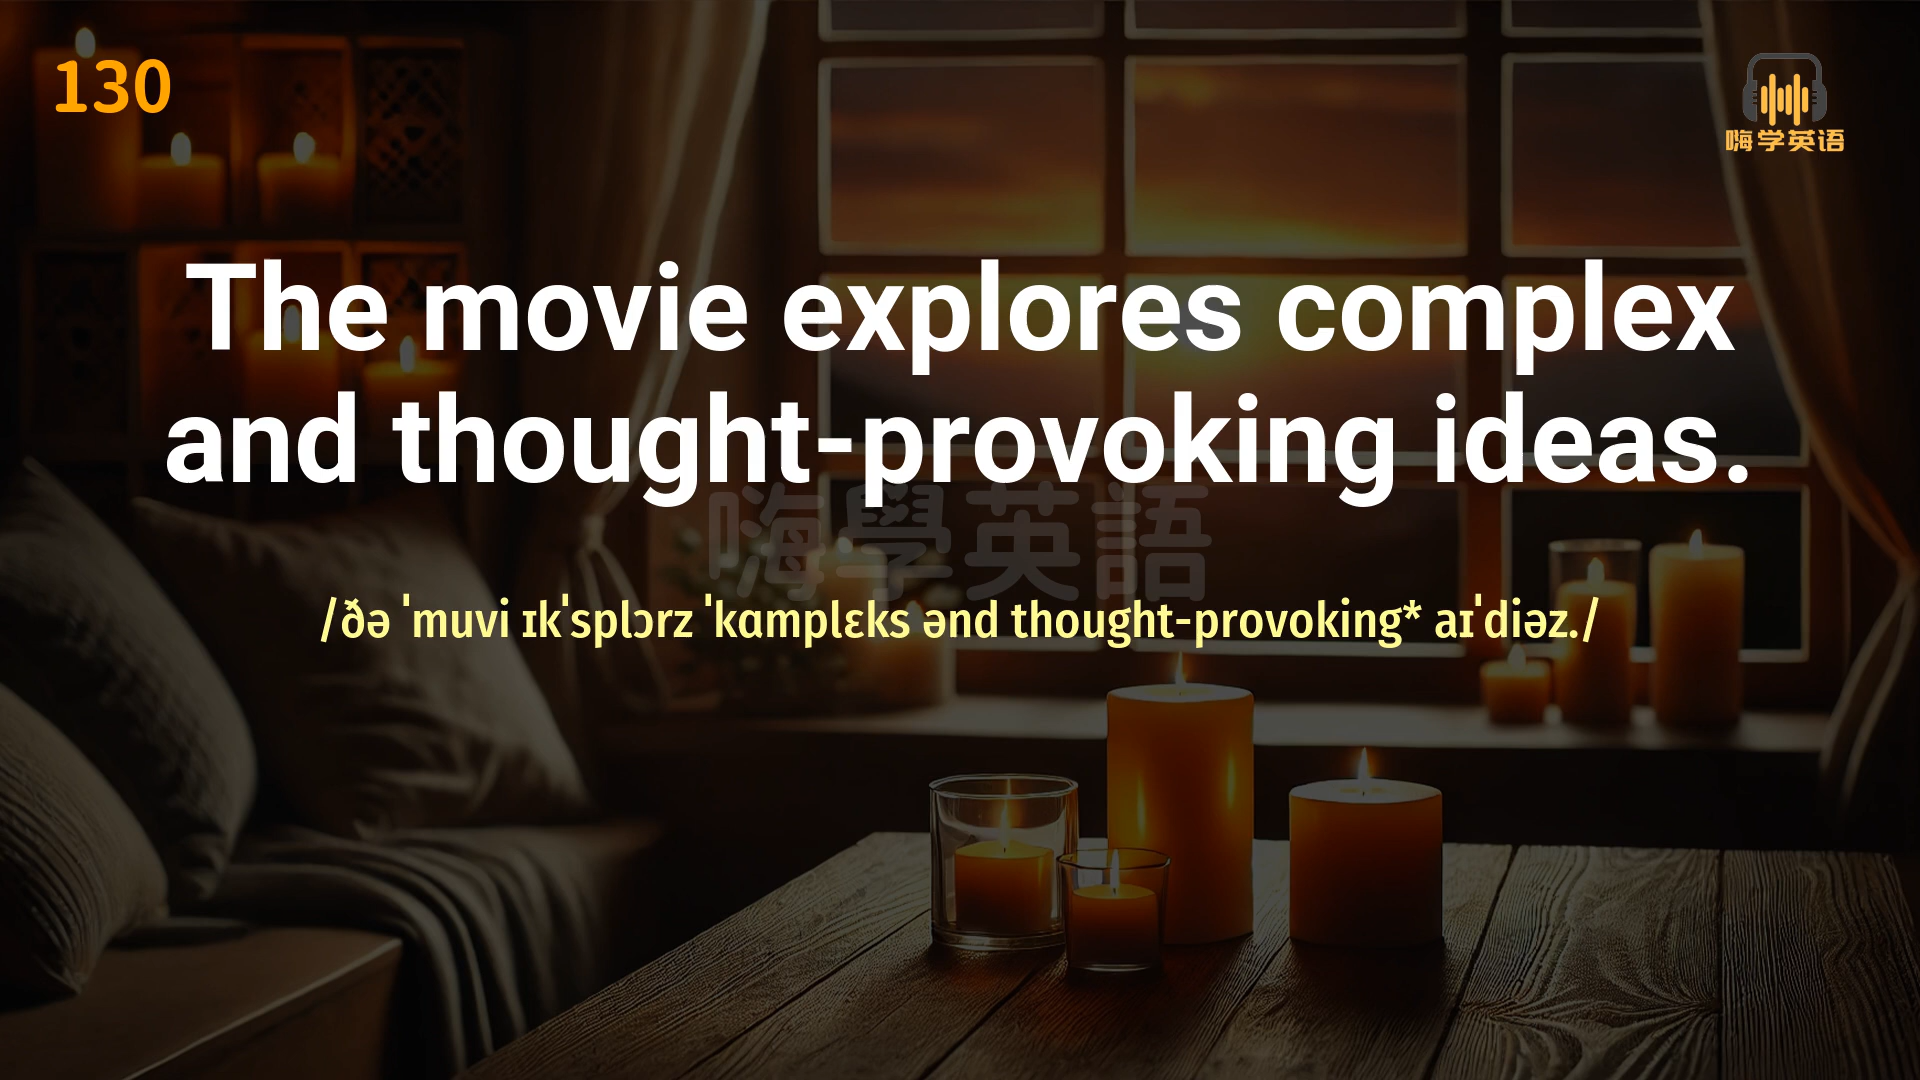 130
嗨学英语
The movie explores complex
and thought-provoking ideas.
嗨學英語
/ðə ˈmuvi ɪkˈsplɔrz ˈkɑmplɛks ənd thought-provoking* aɪˈdiəz./